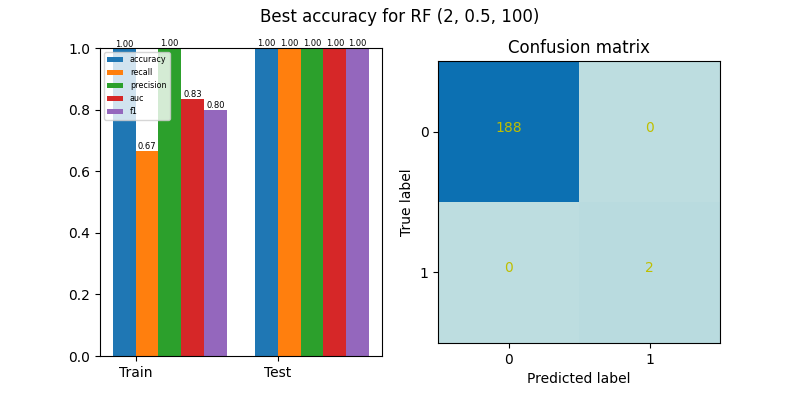 Best accuracy for RF (2, 0.5, 100)
1.0
0.8
0.6
0.4
0.2
0.0
1.00
0.67
1.00
0.83
0.80
1.00 1.00 1.00 1.00 1.00
accuracy
recall
precision
auc
f1
Train Test
Confusion matrix
True label
0
1
188 0
0 2
0 1
Predicted label